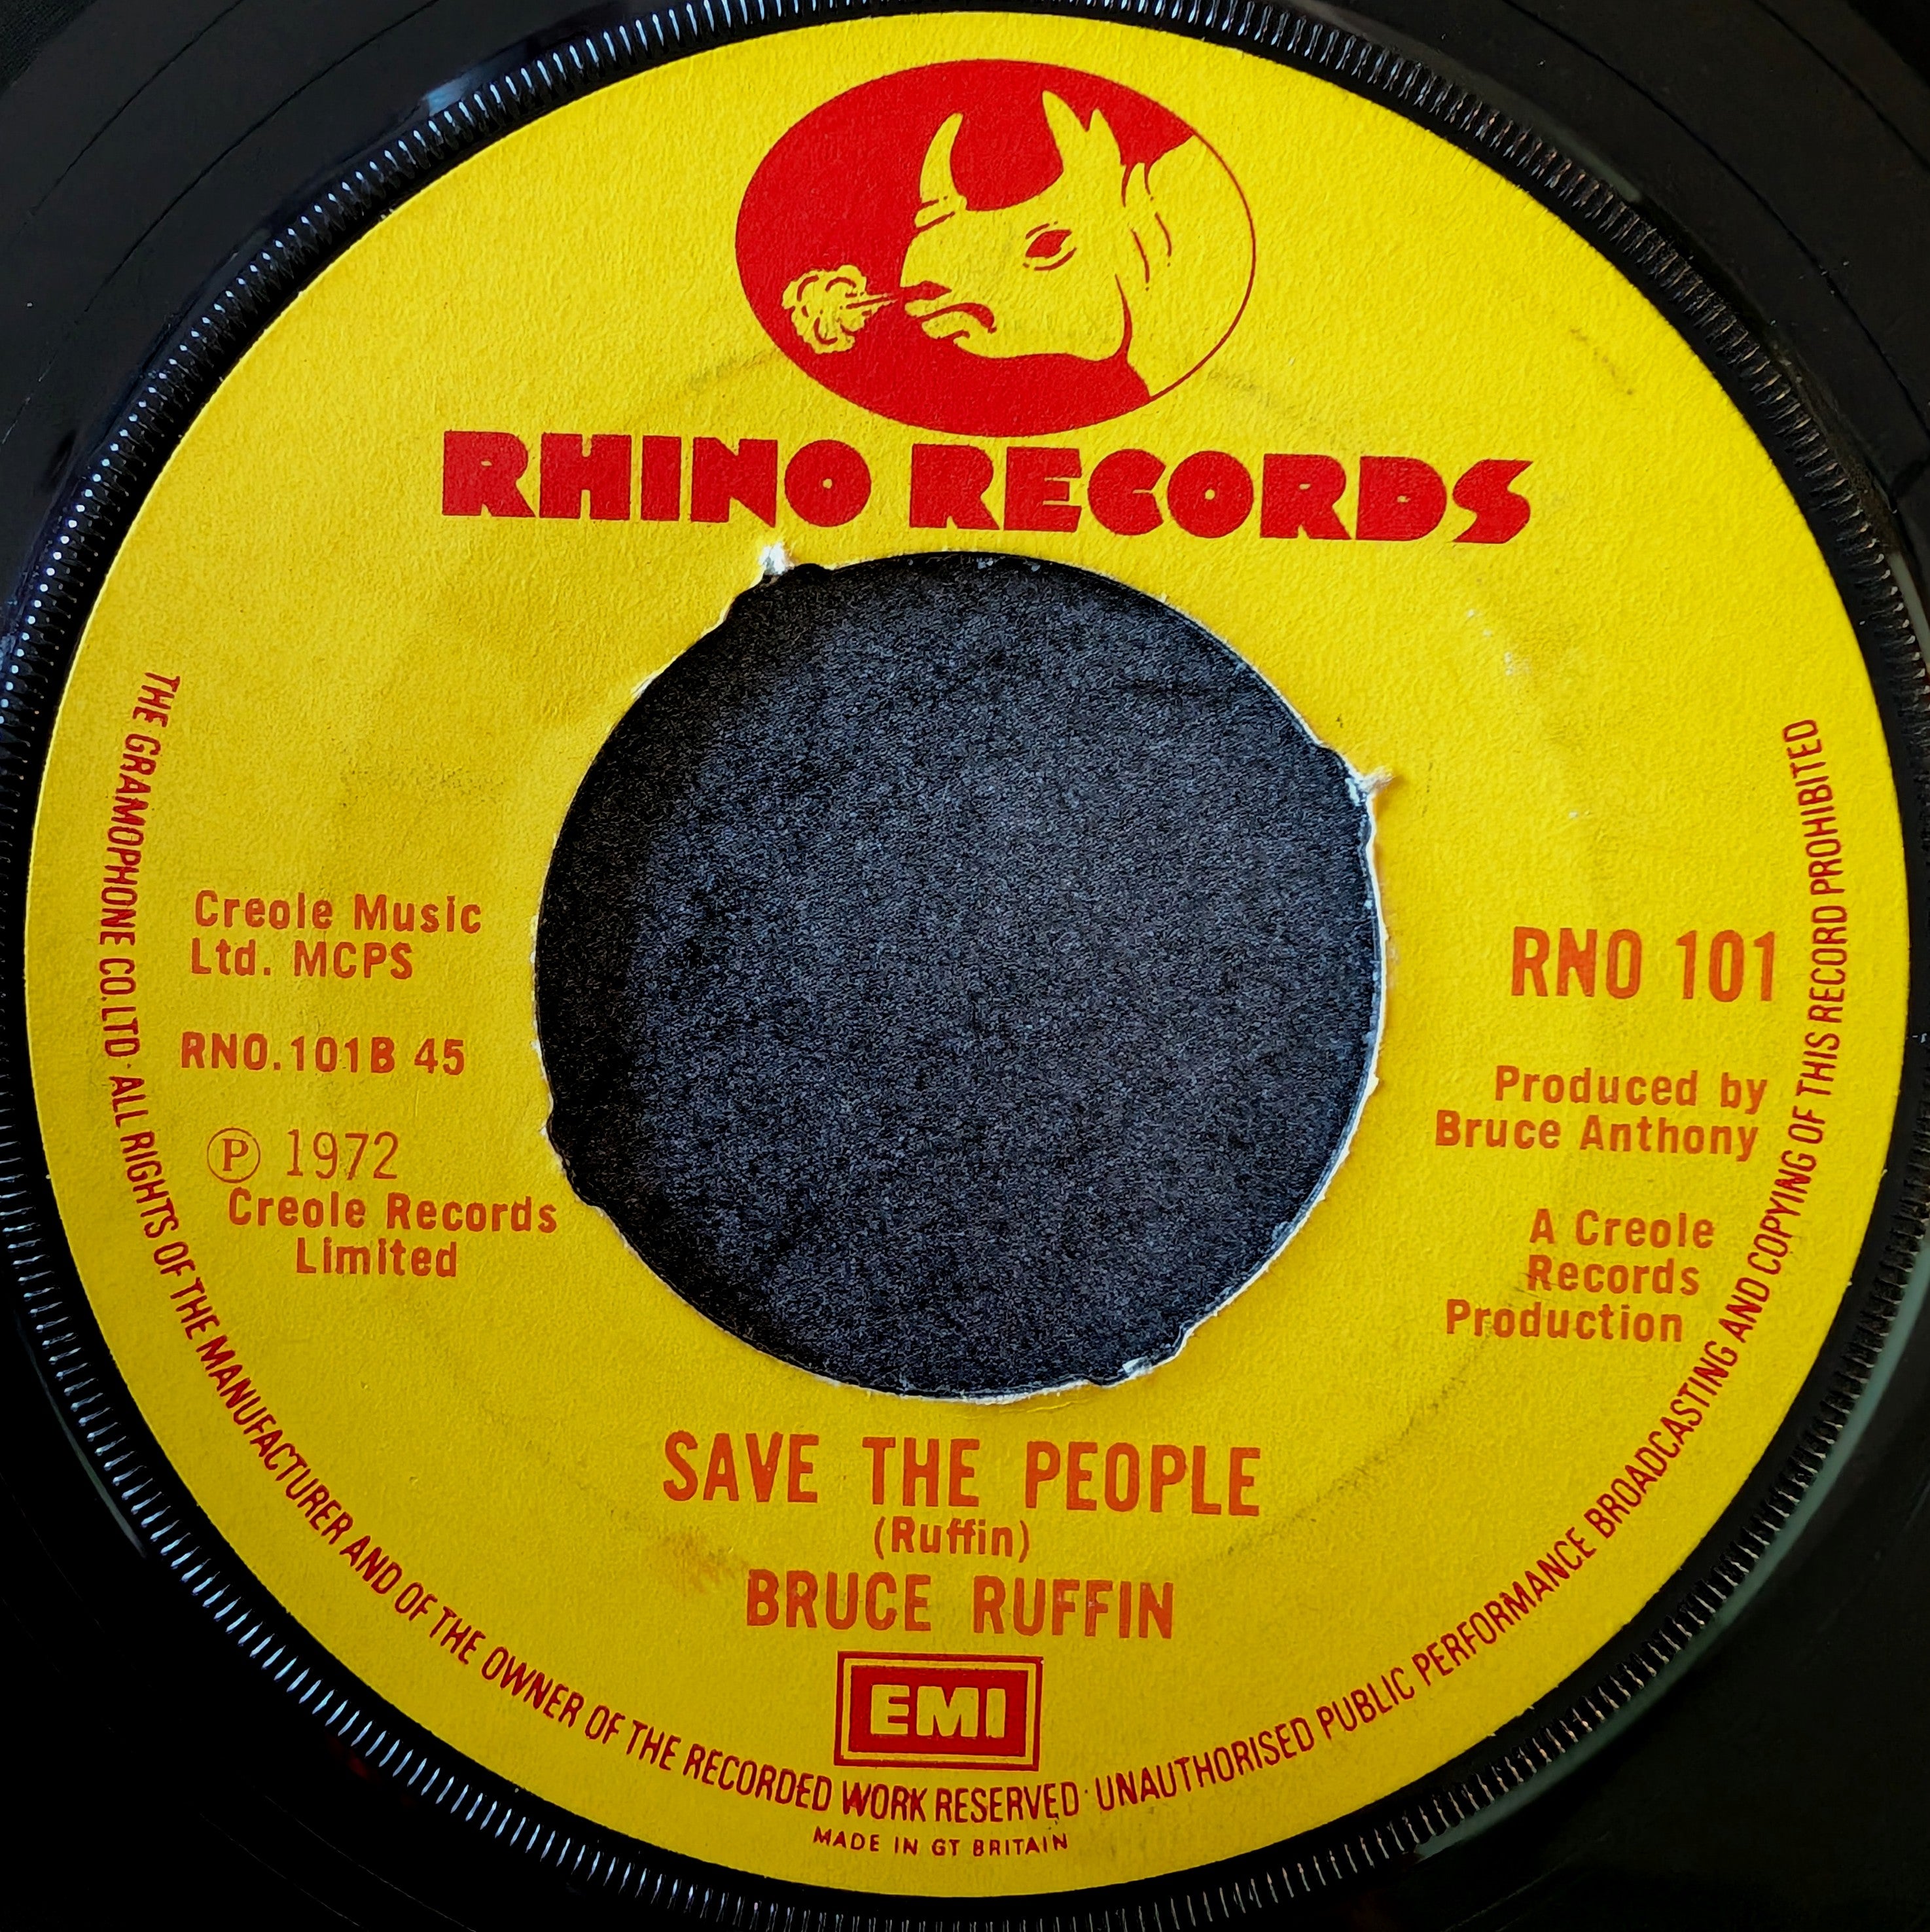 RHINO RECORDS
Creole Music
Ltd. MCPS
RNO.101B 45
Ⓟ 1972
Creole Records
Limited
RNO 101
Produced by
Bruce Anthony
A Creole
Records
Production
SAVE THE PEOPLE
(Ruffin)
BRUCE RUFFIN
EMI
THE GRAMOPHONE CO. LTD · ALL RIGHTS OF THE MANUFACTURER AND OF THE OWNER OF THE RECORDED WORK RESERVED · UNAUTHORISED PUBLIC PERFORMANCE BROADCASTING AND COPYING OF THIS RECORD PROHIBITED
MADE IN GT BRITAIN